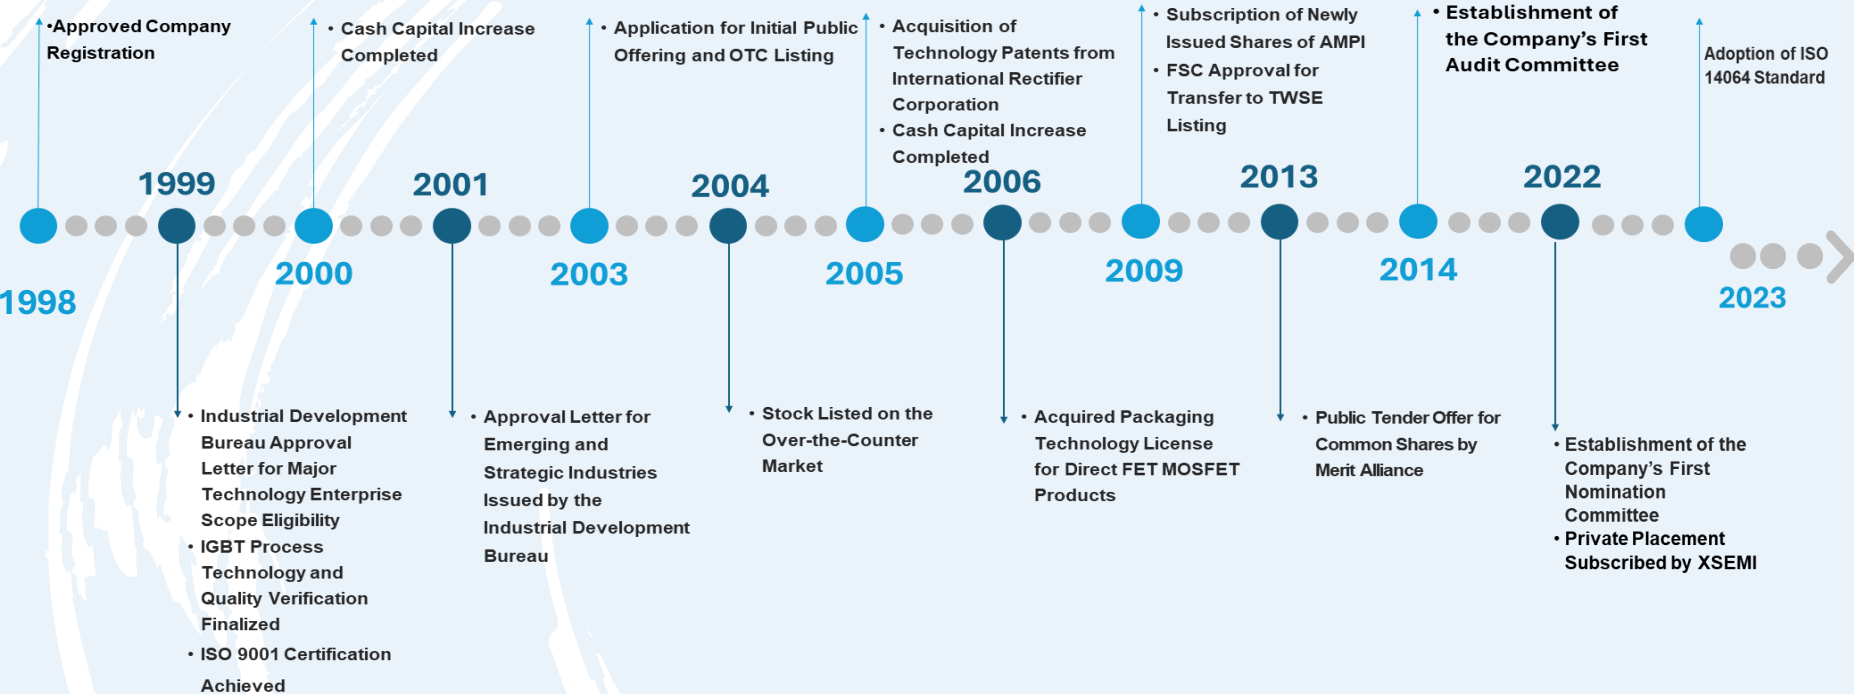 •Approved Company
Registration
• Cash Capital Increase
Completed
• Application for Initial Public
Offering and OTC Listing
• Acquisition of
Technology Patents from
International Rectifier
Corporation
• Cash Capital Increase
Completed
• Subscription of Newly
Issued Shares of AMPI
• FSC Approval for
Transfer to TWSE
Listing
• Establishment of
the Company’s First
Audit Committee
Adoption of ISO
14064 Standard
1999
2001
2004
2006
2013
2022
1998
2000
2003
2005
2009
2014
2023
• Industrial Development
Bureau Approval
Letter for Major
Technology Enterprise
Scope Eligibility
• IGBT Process
Technology and
Quality Verification
Finalized
• ISO 9001 Certification
Achieved
• Approval Letter for
Emerging and
Strategic Industries
Issued by the
Industrial Development
Bureau
• Stock Listed on the
Over-the-Counter
Market
• Acquired Packaging
Technology License
for Direct FET MOSFET
Products
• Public Tender Offer for
Common Shares by
Merit Alliance
• Establishment of the
Company’s First
Nomination
Committee
• Private Placement
Subscribed by XSEMI